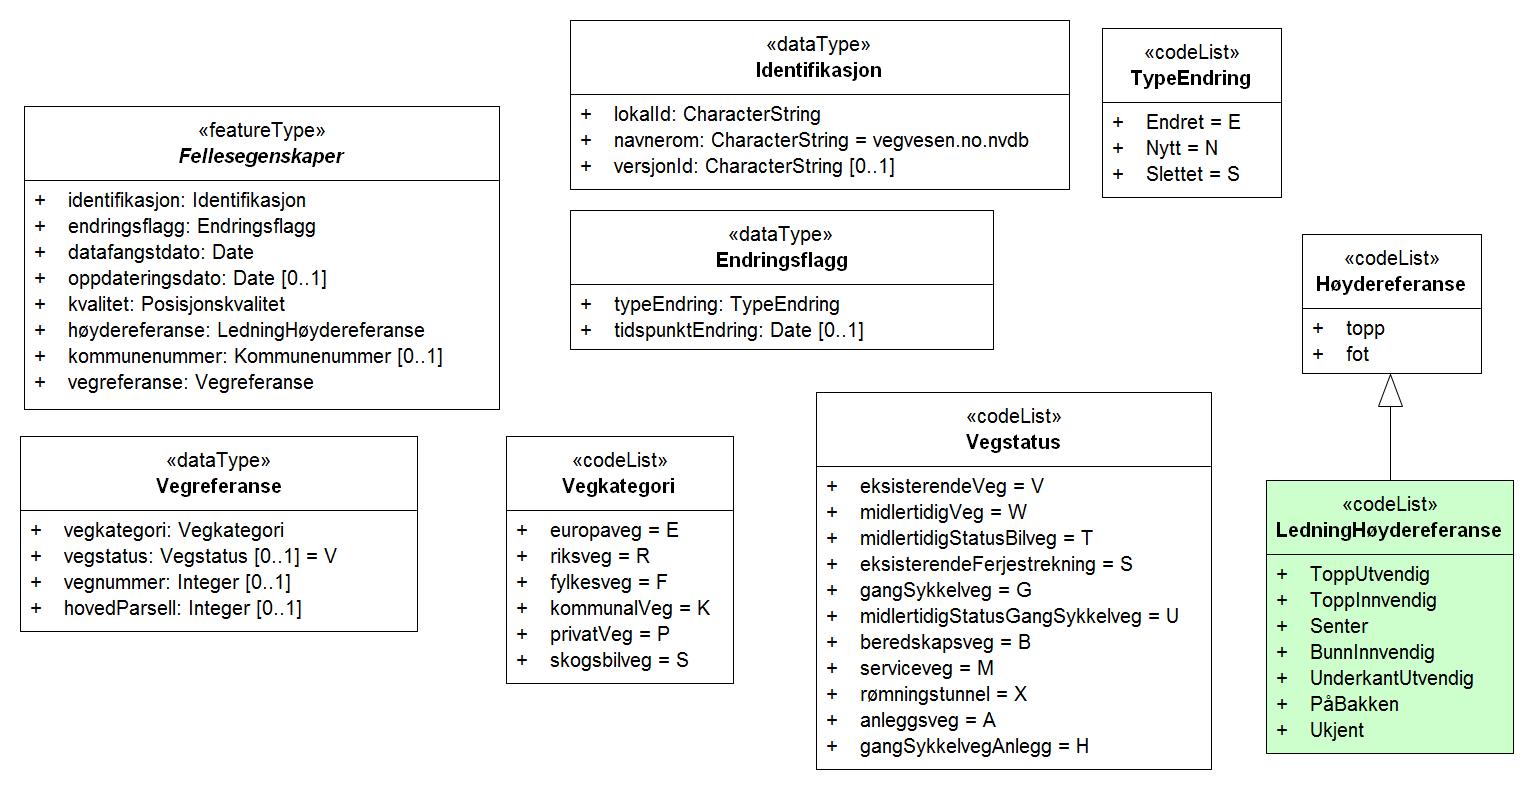 «featureType»
Fellesegenskaper
+ identifikasjon: Identifikasjon
+ endringsflagg: Endringsflagg
+ datafangstdato: Date
+ oppdateringsdato: Date [0..1]
+ kvalitet: Posisjonskvalitet
+ høydereferanse: LedningHøydereferanse
+ kommunenummer: Kommunenummer [0..1]
+ vegreferanse: Vegreferanse
«dataType»
Identifikasjon
+ lokalId: CharacterString
+ navnerom: CharacterString = vegvesen.no.nvdb
+ versjonId: CharacterString [0..1]
«codeList»
TypeEndring
+ Endret = E
+ Nytt = N
+ Slettet = S
«dataType»
Endringsflagg
+ typeEndring: TypeEndring
+ tidspunktEndring: Date [0..1]
«codeList»
Høydereferanse
+ topp
+ fot
«dataType»
Vegreferanse
+ vegkategori: Vegkategori
+ vegstatus: Vegstatus [0..1] = V
+ vegnummer: Integer [0..1]
+ hovedParsell: Integer [0..1]
«codeList»
Vegkategori
+ europaveg = E
+ riksveg = R
+ fylkesveg = F
+ kommunalVeg = K
+ privatVeg = P
+ skogsbilveg = S
«codeList»
Vegstatus
+ eksisterendeVeg = V
+ midlertidigVeg = W
+ midlertidigStatusBilveg = T
+ eksisterendeFerjestrekning = S
+ gangSykkelveg = G
+ midlertidigStatusGangSykkelveg = U
+ beredskapsveg = B
+ serviceveg = M
+ rømningstunnel = X
+ anleggsveg = A
+ gangSykkelvegAnlegg = H
«codeList»
LedningHøydereferanse
+ ToppUtvendig
+ ToppInnvendig
+ Senter
+ BunnInnvendig
+ UnderkantUtvendig
+ PåBakken
+ Ukjent